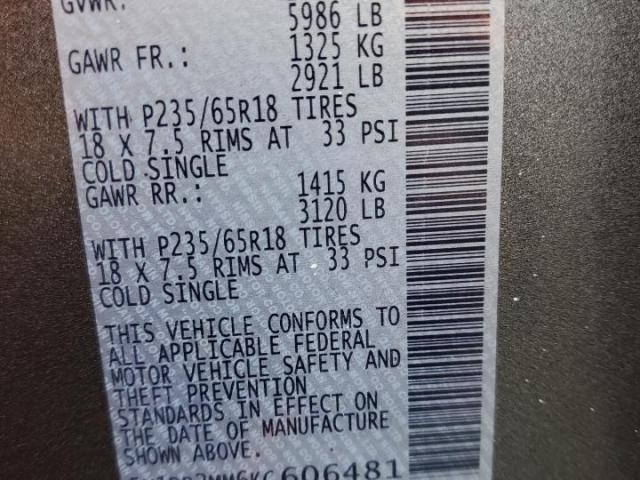 GVWR:
5986 LB
GAWR FR.: 1325 KG
2921 LB
WITH P235/65R18 TIRES
18 X 7.5 RIMS AT 33 PSI
COLD SINGLE
GAWR RR.: 1415 KG
3120 LB
WITH P235/65R18 TIRES
18 X 7.5 RIMS AT 33 PSI
COLD SINGLE
THIS VEHICLE CONFORMS TO
ALL APPLICABLE FEDERAL
MOTOR VEHICLE SAFETY AND
THEFT PREVENTION
STANDARDS IN EFFECT ON
THE DATE OF MANUFACTURE
SHOWN ABOVE.
606481